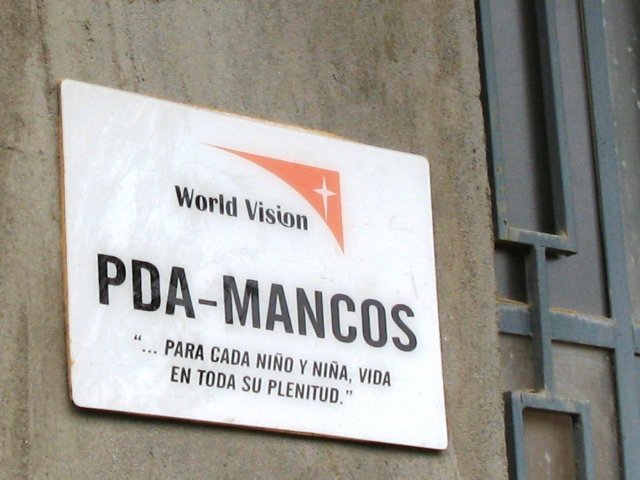 World Vision
PDA-MANCOS
“... PARA CADA NIÑO Y NIÑA, VIDA
EN TODA SU PLENITUD.”